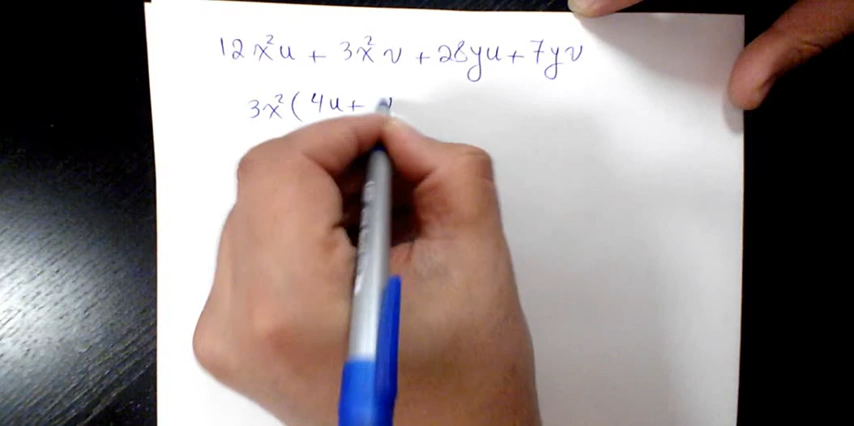 12x²u + 3x²v + 28yu + 7yv
3x²(4u+ v